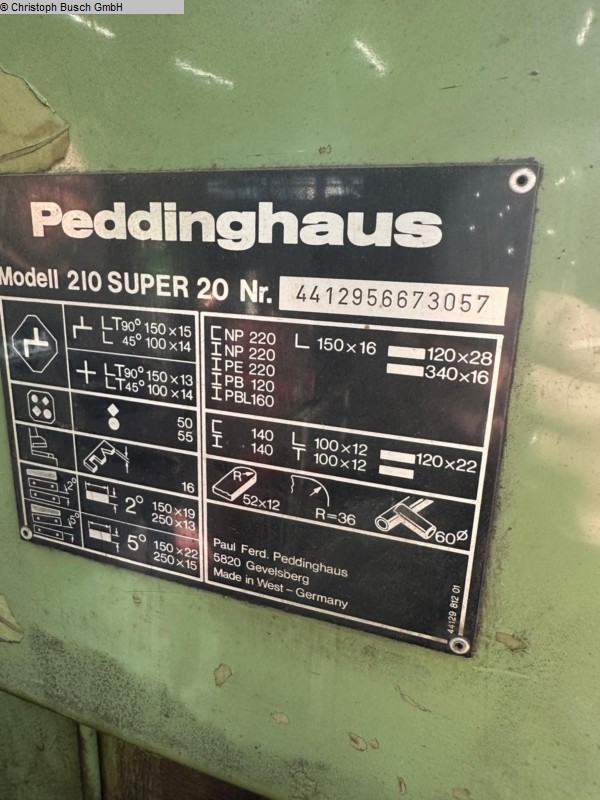 © Christoph Busch GmbH
Peddinghaus
Modell 210 SUPER 20 Nr. 4412956673057
LT90° 150×15
L 45° 100×14
LT90° 150×13
LT45° 100×14
50
55
16
2° 150×19
250×13
5° 150×22
250×15
NP 220
NP 220
PE 220
PB 120
PBL160
L 150×16
120×28
340×16
140
140
L 100×12
T 100×12
120×22
R
52×12
R=36
60ø
Paul Ferd. Peddinghaus
5820 Gevelsberg
Made in West-Germany
44129 812 01